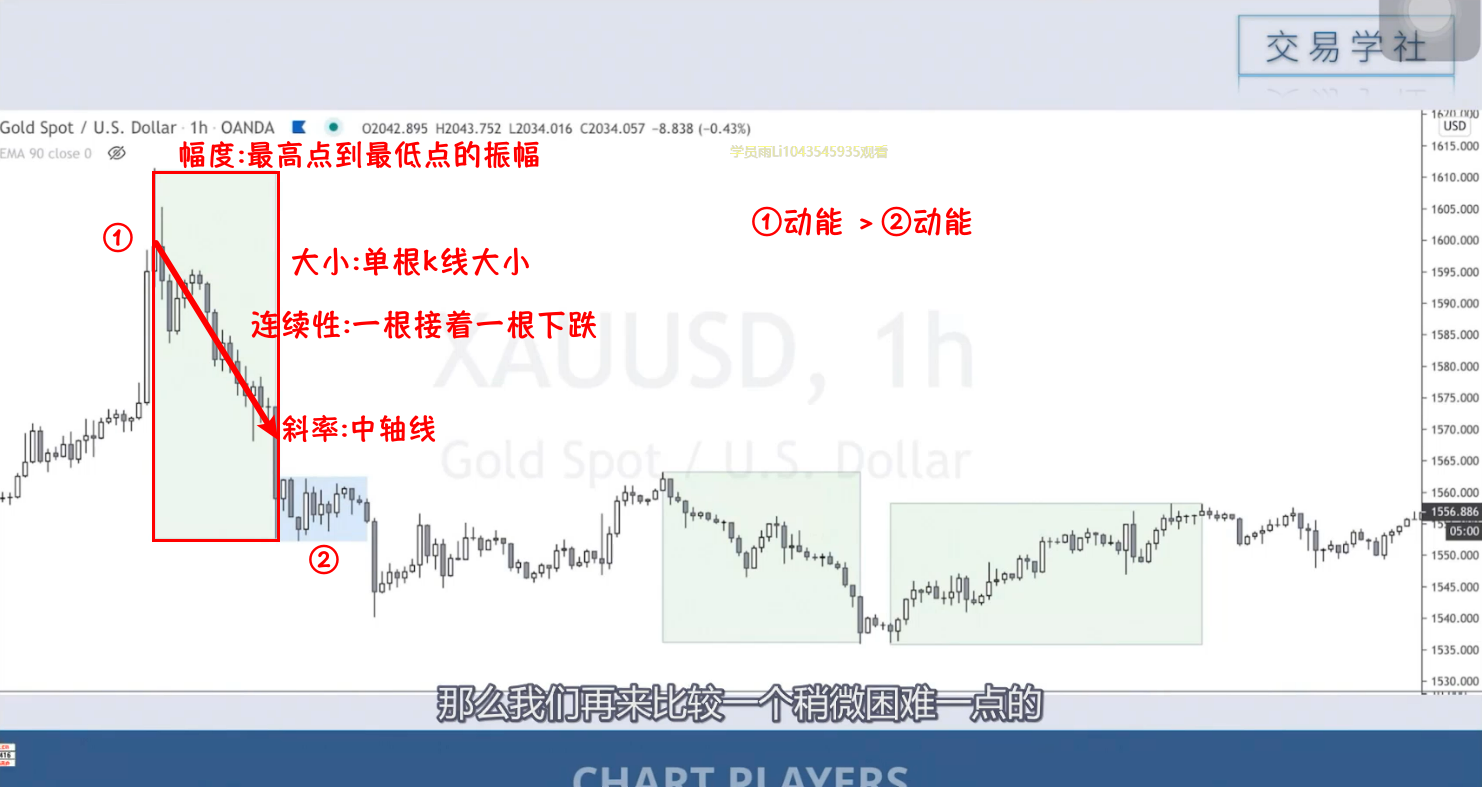 交易学社
Gold Spot / U.S. Dollar · 1h · OANDA
O2042.895 H2043.752 L2034.016 C2034.057 −8.838 (−0.43%)
EMA 90 close 0
幅度:最高点到最低点的振幅
学员雨Li1043545935观看
①
①动能 > ②动能
大小:单根k线大小
连续性:一根接着一根下跌
XAUUSD, 1h
斜率:中轴线
Gold Spot / U.S. Dollar
②
1620.000
USD
1615.000
1610.000
1605.000
1600.000
1595.000
1590.000
1585.000
1580.000
1575.000
1570.000
1565.000
1560.000
1556.886
05:00
1550.000
1545.000
1540.000
1535.000
1530.000
那么我们再来比较一个稍微困难一点的
CHART PLAYERS